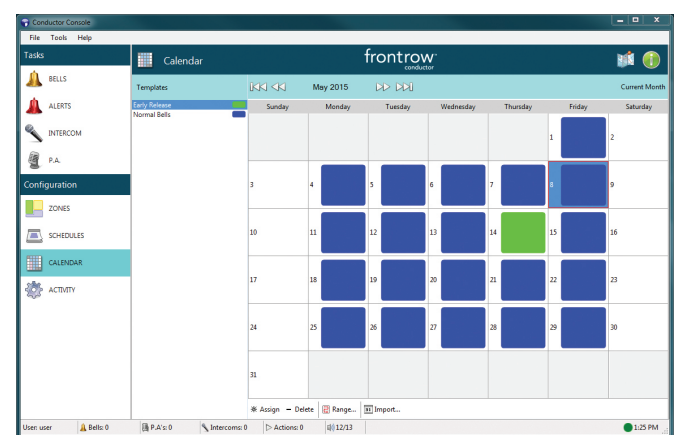 Conductor Console
File Tools Help
Tasks
BELLS
ALERTS
INTERCOM
P.A.
Configuration
ZONES
SCHEDULES
CALENDAR
ACTIVITY
Calendar
frontrow
conductor
Templates
May 2015
Current Month
Early Release
Normal Bells
Sunday Monday Tuesday Wednesday Thursday Friday Saturday
1 2
3 4 5 6 7 8 9
10 11 12 13 14 15 16
17 18 19 20 21 22 23
24 25 26 27 28 29 30
31
Assign Delete Range... Import...
User: user Bells: 0 P.A's: 0 Intercoms: 0 Actions: 0 12/13 1:25 PM